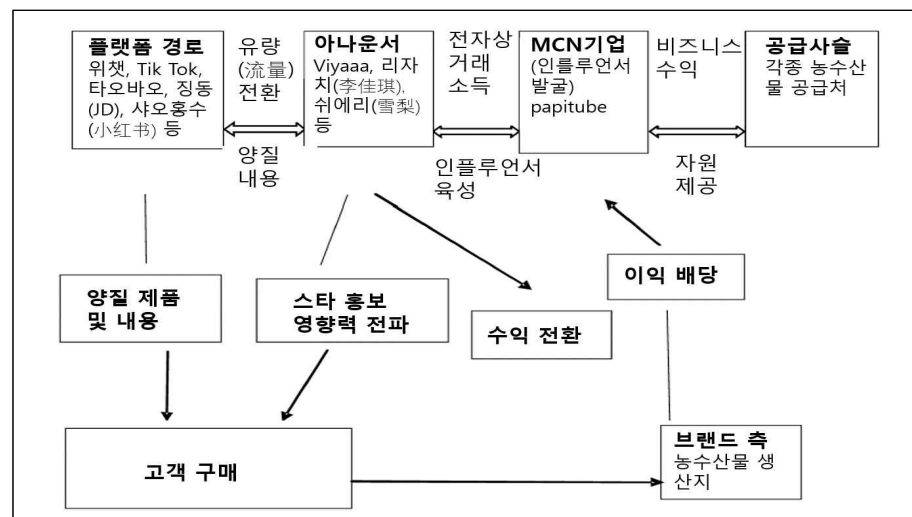 플랫폼 경로
위챗, Tik Tok,
타오바오, 징동
(JD), 샤오홍수
(小红书) 등
유량
(流量)
전환
양질
내용
아나운서
Viyaaa, 리자
치(李佳琪),
쉬에리(雪梨)
등
전자상
거래
소득
인플루언서
육성
MCN기업
(인플루언서
발굴)
papitube
비즈니스
수익
자원
제공
공급사슬
각종 농수산
물 공급처
양질 제품
및 내용
스타 홍보
영향력 전파
수익 전환
이익 배당
고객 구매
브랜드 측
농수산물 생
산지